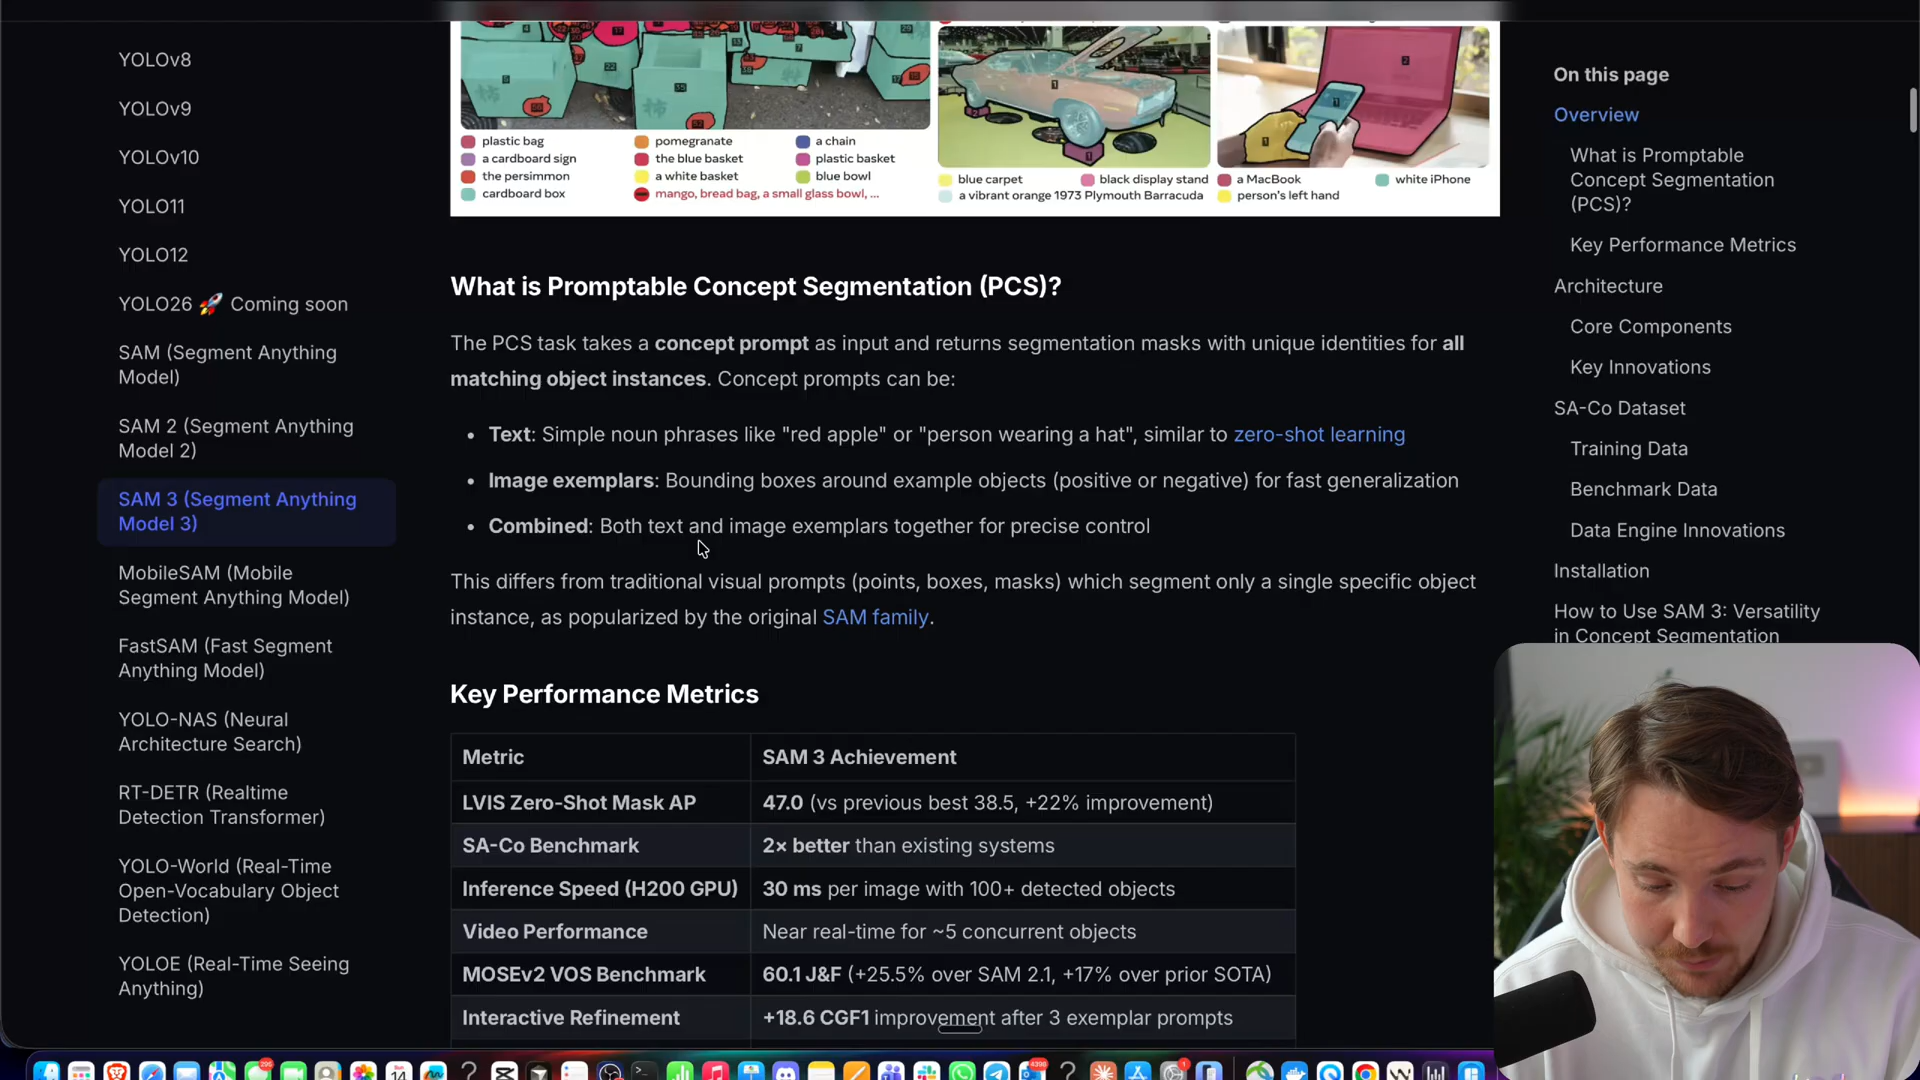 YOLOv8
YOLOv9
YOLOv10
YOLO11
YOLO12
YOLO26 🚀 Coming soon
SAM (Segment Anything
Model)
SAM 2 (Segment Anything
Model 2)
SAM 3 (Segment Anything
Model 3)
MobileSAM (Mobile
Segment Anything Model)
FastSAM (Fast Segment
Anything Model)
YOLO-NAS (Neural
Architecture Search)
RT-DETR (Realtime
Detection Transformer)
YOLO-World (Real-Time
Open-Vocabulary Object
Detection)
YOLOE (Real-Time Seeing
Anything)
plastic bag
a cardboard sign
the persimmon
cardboard box
pomegranate
the blue basket
a white basket
mango, bread bag, a small glass bowl, ...
a chain
plastic basket
blue bowl
blue carpet
black display stand
a vibrant orange 1973 Plymouth Barracuda
a MacBook
white iPhone
person's left hand
What is Promptable Concept Segmentation (PCS)?
The PCS task takes a concept prompt as input and returns segmentation masks with unique identities for all
matching object instances. Concept prompts can be:
• Text: Simple noun phrases like "red apple" or "person wearing a hat", similar to zero-shot learning
• Image exemplars: Bounding boxes around example objects (positive or negative) for fast generalization
• Combined: Both text and image exemplars together for precise control
This differs from traditional visual prompts (points, boxes, masks) which segment only a single specific object
instance, as popularized by the original SAM family.
Key Performance Metrics
Metric SAM 3 Achievement
LVIS Zero-Shot Mask AP 47.0 (vs previous best 38.5, +22% improvement)
SA-Co Benchmark 2× better than existing systems
Inference Speed (H200 GPU) 30 ms per image with 100+ detected objects
Video Performance Near real-time for ~5 concurrent objects
MOSEv2 VOS Benchmark 60.1 J&F (+25.5% over SAM 2.1, +17% over prior SOTA)
Interactive Refinement +18.6 CGF1 improvement after 3 exemplar prompts
On this page
Overview
What is Promptable
Concept Segmentation
(PCS)?
Key Performance Metrics
Architecture
Core Components
Key Innovations
SA-Co Dataset
Training Data
Benchmark Data
Data Engine Innovations
Installation
How to Use SAM 3: Versatility
in Concept Segmentation